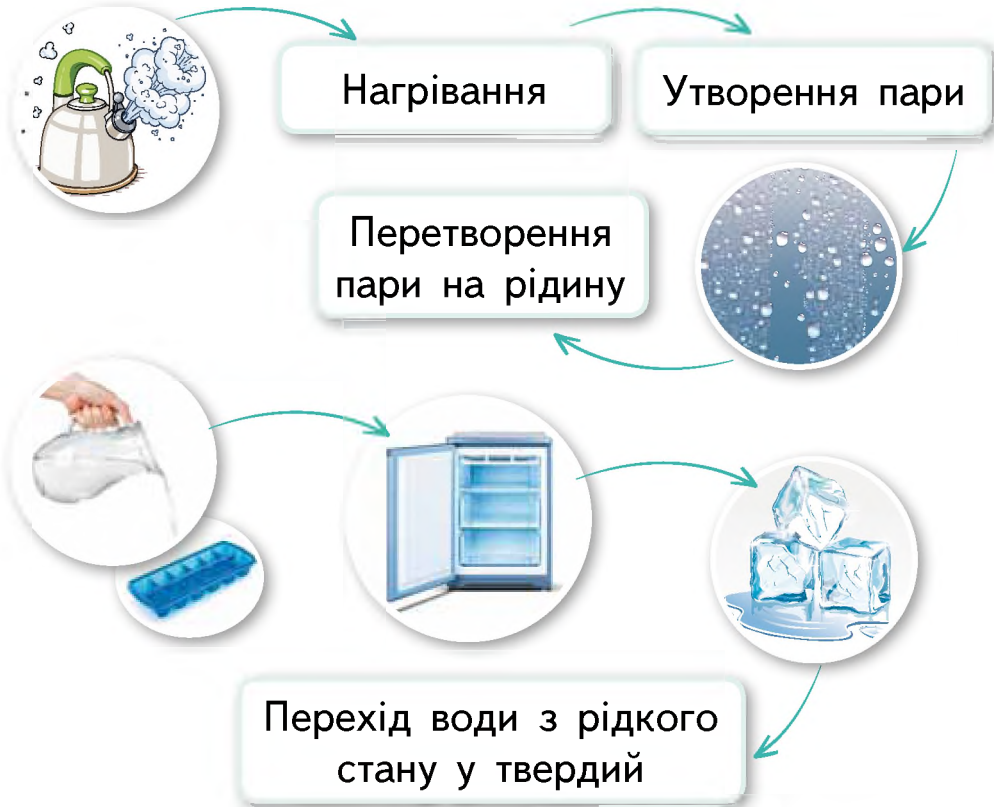 Нагрівання
Утворення пари
Перетворення
пари на рідину
Перехід води з рідкого
стану у твердий